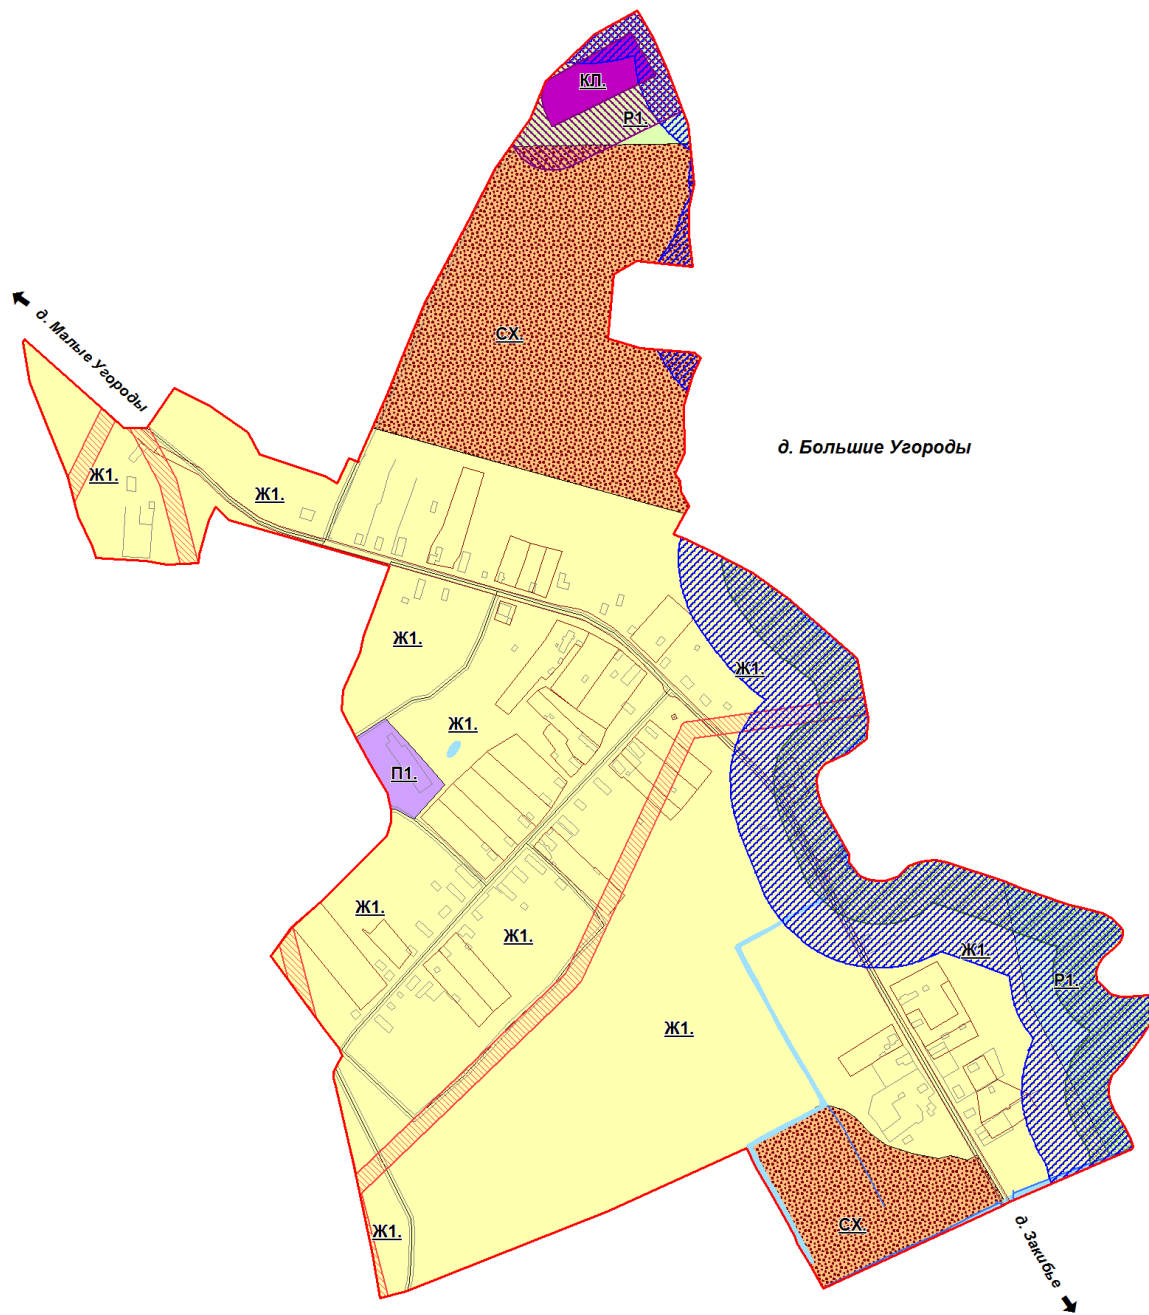 КЛ.
Р1.
СХ.
д. Малые Угороды
д. Большие Угороды
Ж1.
Ж1.
Ж1.
Ж1.
Ж1.
П1.
Ж1.
Ж1.
Ж1.
Р1.
Ж1.
СХ.
Ж1.
д. Закибье